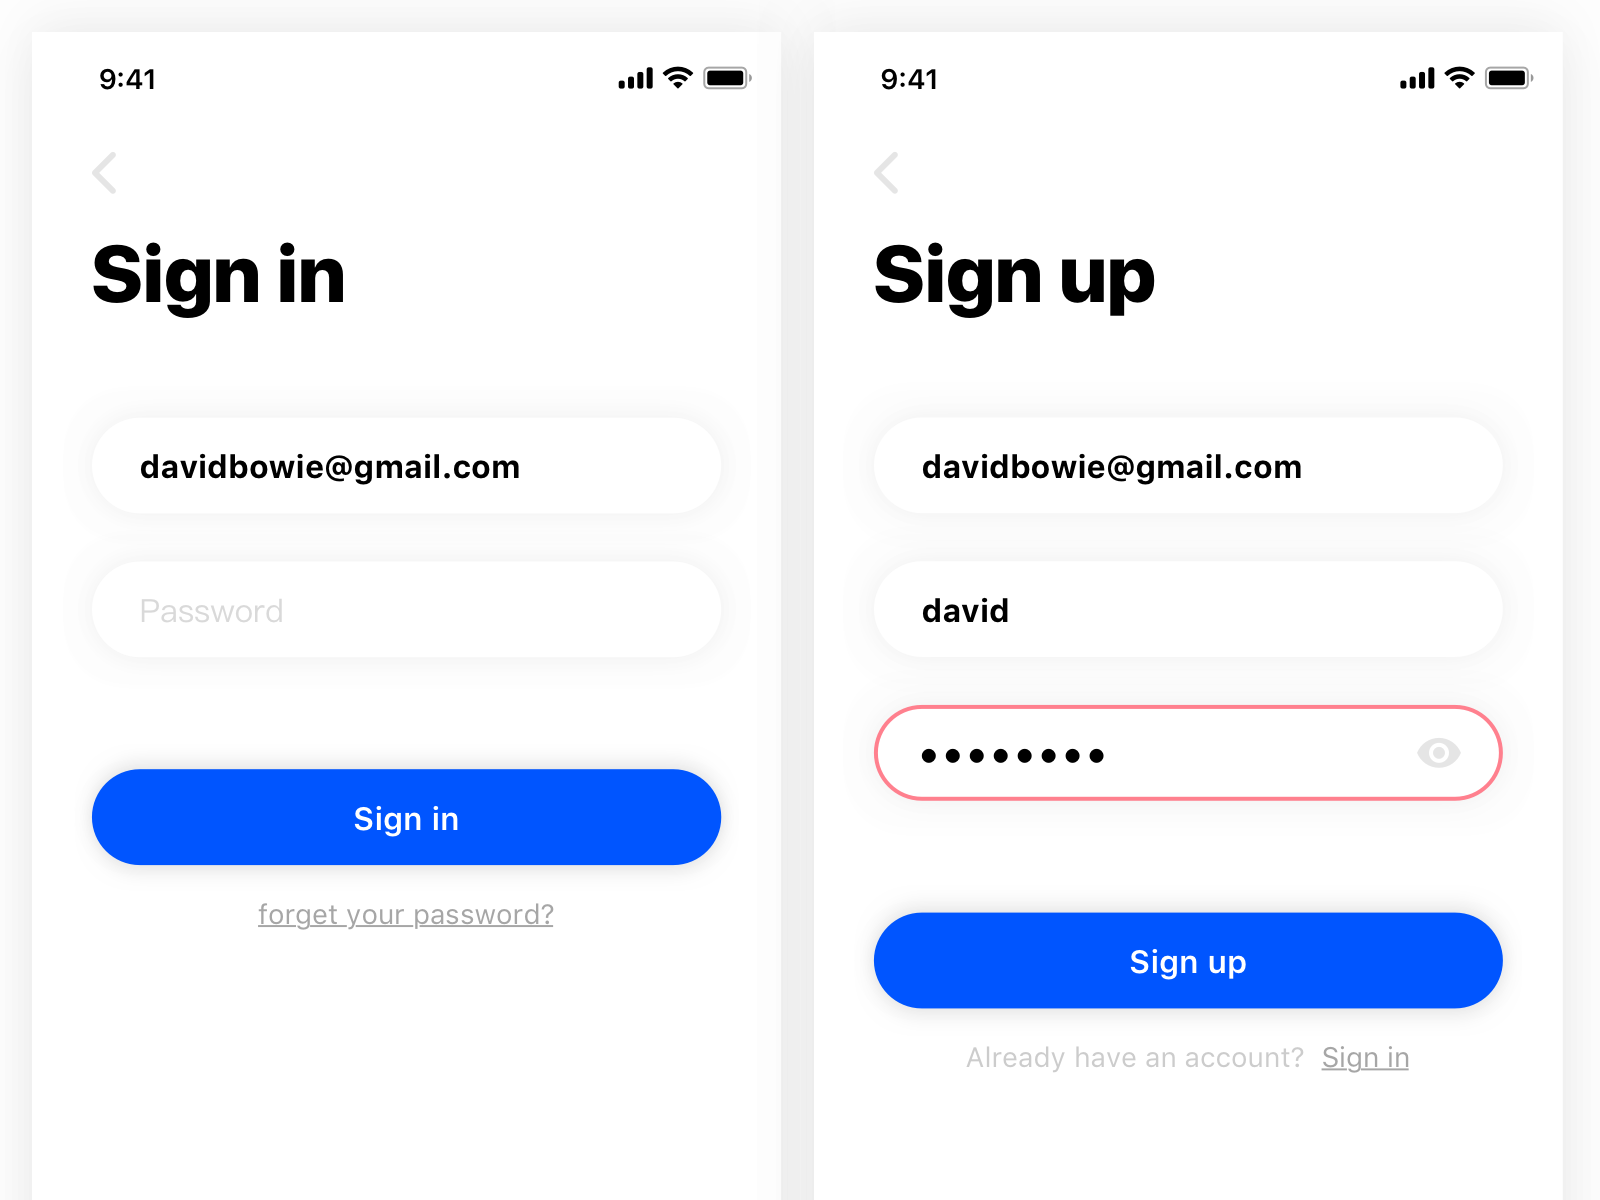 9:41
Sign in
davidbowie@gmail.com
Password
Sign in
forget your password?
9:41
Sign up
davidbowie@gmail.com
david
••••••••
Sign up
Already have an account? Sign in